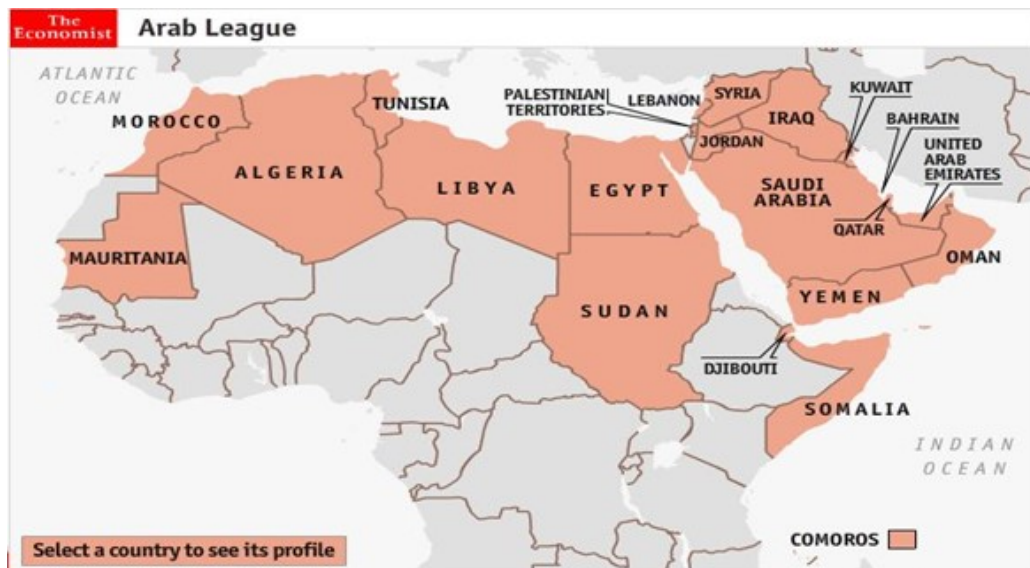 The
Economist
Arab League
ATLANTIC
OCEAN
MOROCCO
TUNISIA
ALGERIA
LIBYA
EGYPT
MAURITANIA
SUDAN
PALESTINIAN
TERRITORIES
LEBANON
SYRIA
IRAQ
JORDAN
KUWAIT
BAHRAIN
UNITED
ARAB
EMIRATES
SAUDI
ARABIA
QATAR
OMAN
YEMEN
DJIBOUTI
SOMALIA
INDIAN
OCEAN
Select a country to see its profile
COMOROS